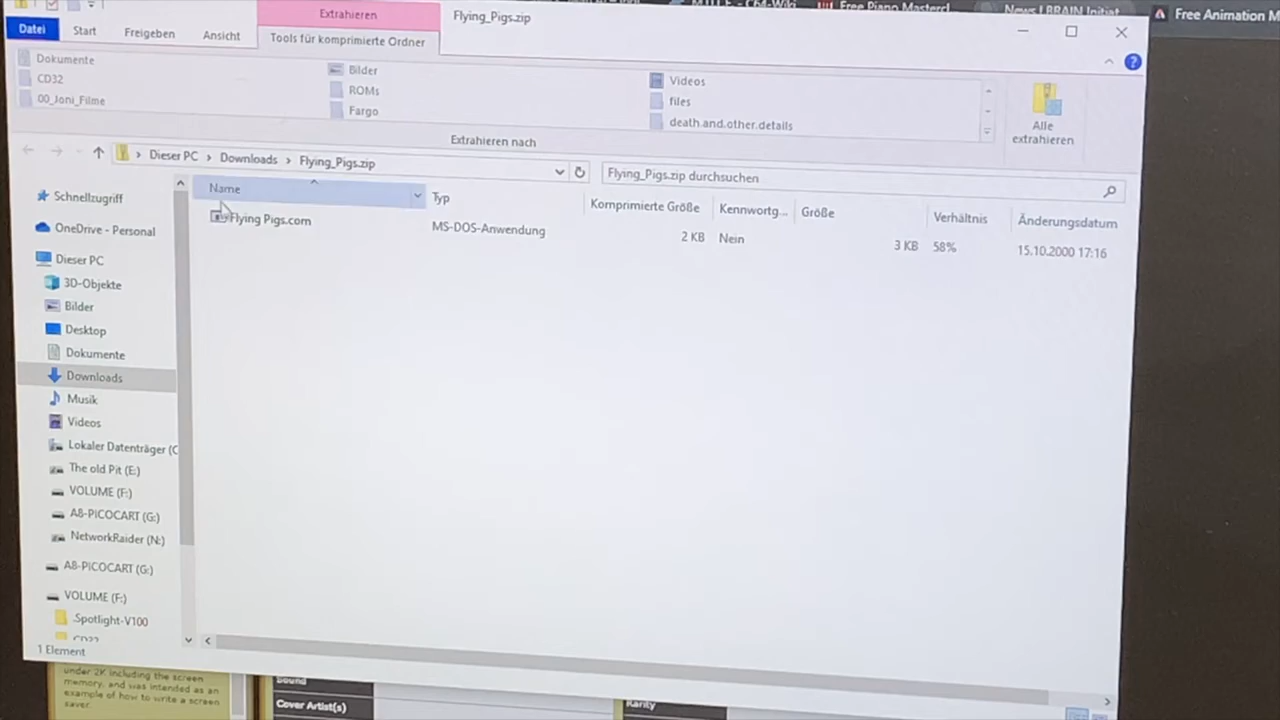 Free Piano Mastercl
News | BRAIN Initiat
Free Animation M
Extrahieren
Flying_Pigs.zip
Datei
Start
Freigeben
Ansicht
Tools für komprimierte Ordner
Dokumente
Bilder
Videos
CD32
ROMs
files
00_Joni_Filme
Fargo
death.and.other.details
Alle
extrahieren
Extrahieren nach
Dieser PC > Downloads > Flying_Pigs.zip
Flying_Pigs.zip durchsuchen
Name
Typ
Komprimierte Größe
Kennwortg...
Größe
Verhältnis
Änderungsdatum
Flying Pigs.com
MS-DOS-Anwendung
2 KB
Nein
3 KB
58%
15.10.2000 17:16
Schnellzugriff
OneDrive - Personal
Dieser PC
3D-Objekte
Bilder
Desktop
Dokumente
Downloads
Musik
Videos
Lokaler Datenträger (C
The old Pit (E:)
VOLUME (F:)
A8-PICOCART (G:)
NetworkRaider (N:)
A8-PICOCART (G:)
VOLUME (F:)
.Spotlight-V100
CD32
1 Element
under 2K including the screen
memory, and was intended as an
example of how to write a screen
saver.
Sound
Cover Artist(s)
Rarity